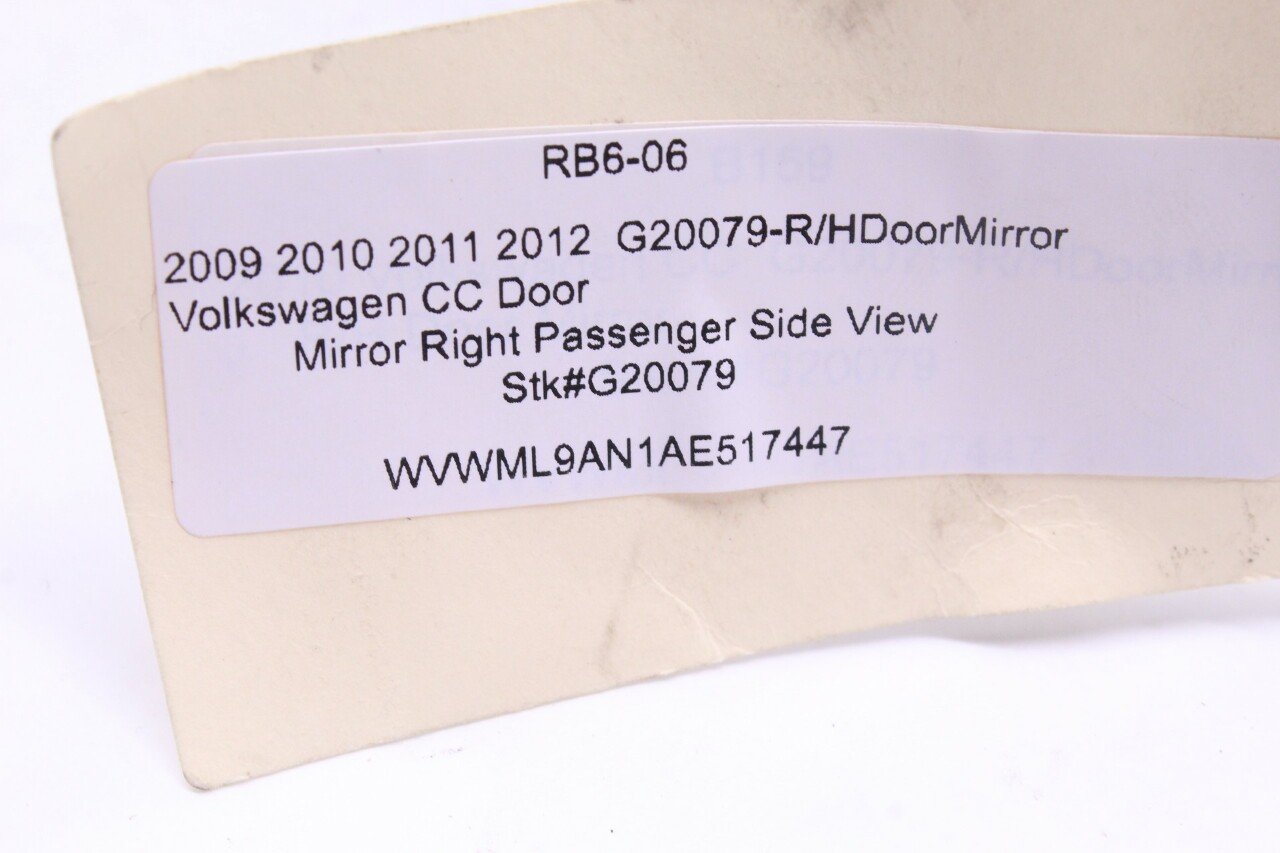 RB6-06
2009 2010 2011 2012 G20079-R/HDoorMirror
Volkswagen CC Door
Mirror Right Passenger Side View
Stk#G20079
WVWML9AN1AE517447